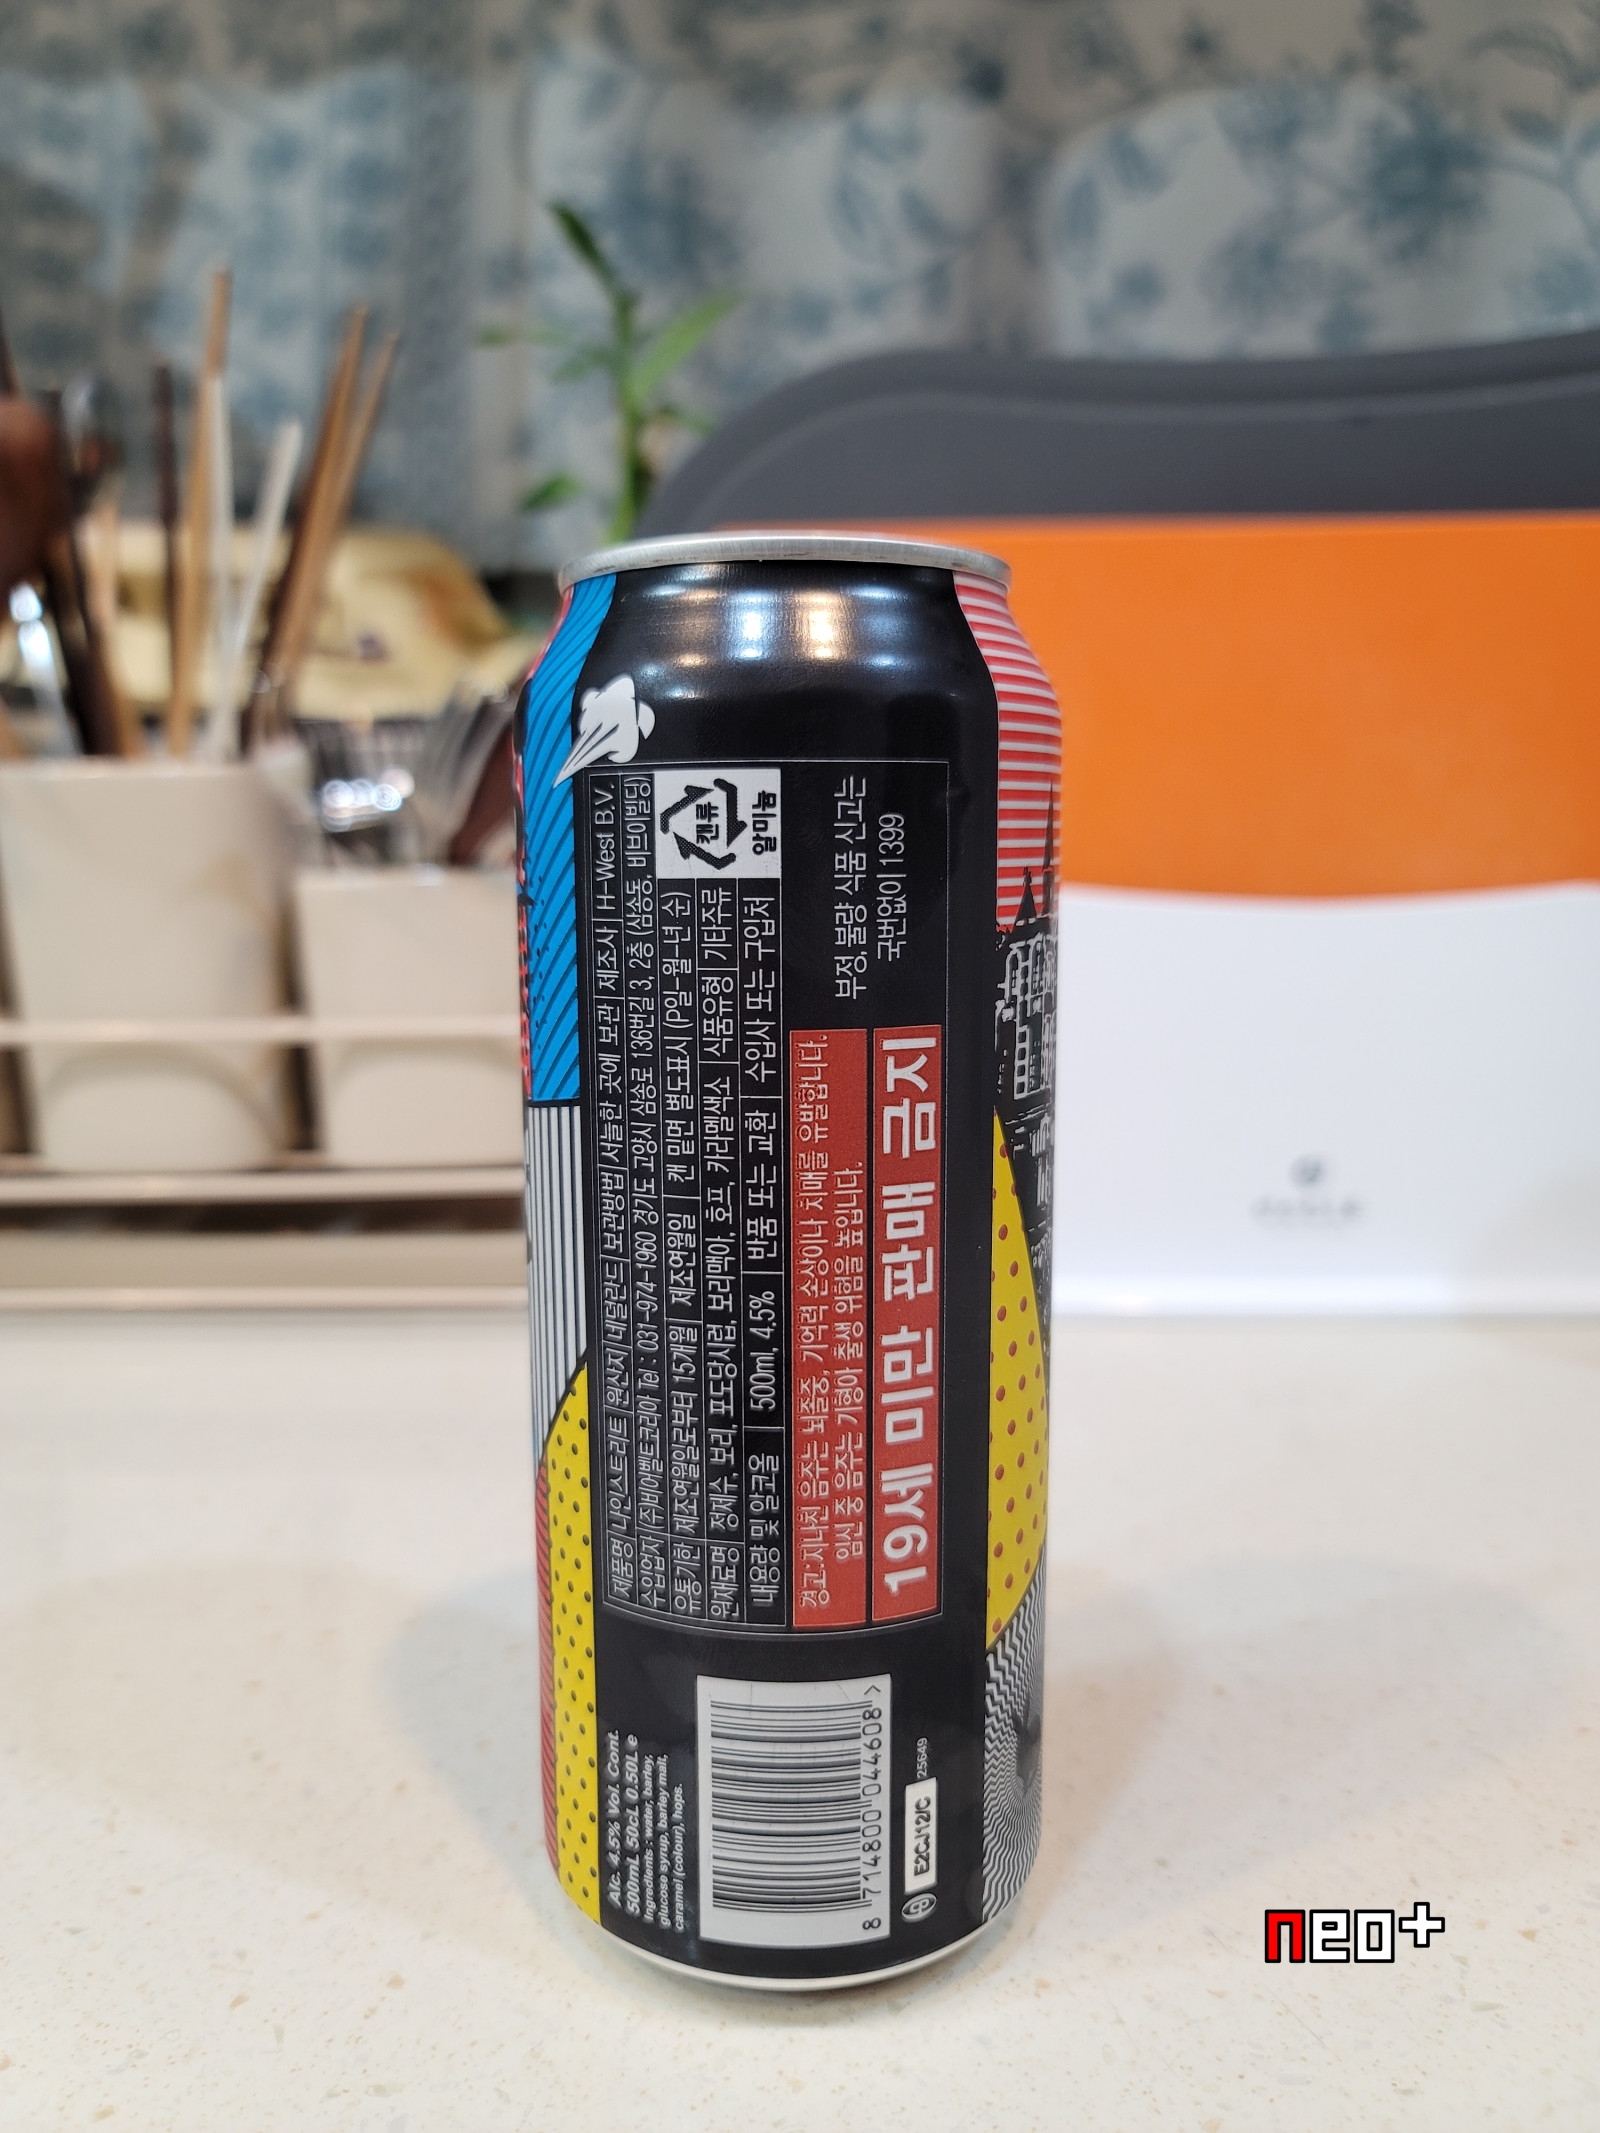 제품명 나인스트리트 원산지 네덜란드 보관방법 서늘한 곳에 보관 제조사 H-West B.V.
수입업자 (주)비어벨트코리아 Tel : 031-974-1960 경기도 고양시 삼송로 136번길 3, 2층 (삼송동, 비브이빌딩)
유통기한 제조연월일로부터 15개월 제조연월일 캔 밑면 별도표시 (P일-월-년 순)
원재료명 정제수, 보리, 포도당시럽, 보리맥아, 호프, 카라멜색소 식품유형 기타주류
내용량 및 알코올 500ml, 4.5% 반품 또는 교환 수입사 또는 구입처
캔류
알미늄
경고:지나친 음주는 뇌졸중, 기억력 손상이나 치매를 유발합니다.
임신 중 음주는 기형아 출생 위험을 높입니다.
19세 미만 판매 금지
부정, 불량 식품 신고는
국번없이 1399
Alc. 4.5% Vol. Cont.
500mL 50cL 0.50L e
Ingredients : water, barley,
glucose syrup, barley malt,
caramel (colour), hops.
8 714800 044608 >
E2CJ12/C 25649
neo+